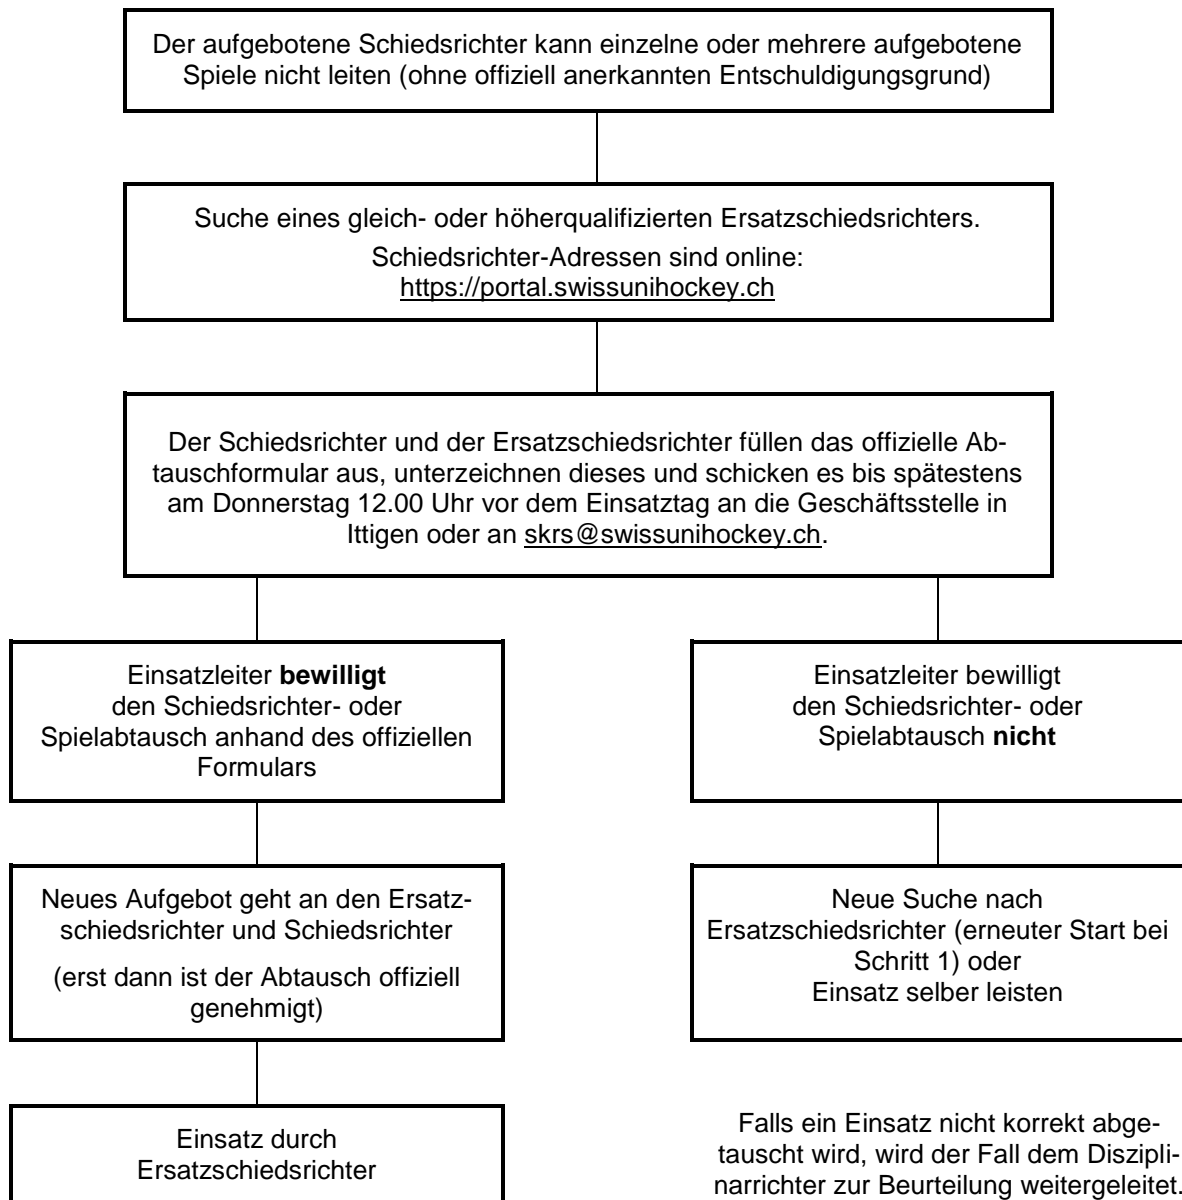 Der aufgebotene Schiedsrichter kann einzelne oder mehrere aufgebotene
Spiele nicht leiten (ohne offiziell anerkannten Entschuldigungsgrund)
Suche eines gleich- oder höherqualifizierten Ersatzschiedsrichters.
Schiedsrichter-Adressen sind online:
https://portal.swissunihockey.ch
Der Schiedsrichter und der Ersatzschiedsrichter füllen das offizielle Ab-
tauschformular aus, unterzeichnen dieses und schicken es bis spätestens
am Donnerstag 12.00 Uhr vor dem Einsatztag an die Geschäftsstelle in
Ittigen oder an skrs@swissunihockey.ch.
Einsatzleiter bewilligt
den Schiedsrichter- oder
Spielabtausch anhand des offiziellen
Formulars
Einsatzleiter bewilligt
den Schiedsrichter- oder
Spielabtausch nicht
Neues Aufgebot geht an den Ersatz-
schiedsrichter und Schiedsrichter
(erst dann ist der Abtausch offiziell
genehmigt)
Neue Suche nach
Ersatzschiedsrichter (erneuter Start bei
Schritt 1) oder
Einsatz selber leisten
Einsatz durch
Ersatzschiedsrichter
Falls ein Einsatz nicht korrekt abge-
tauscht wird, wird der Fall dem Diszipli-
narrichter zur Beurteilung weitergeleitet.